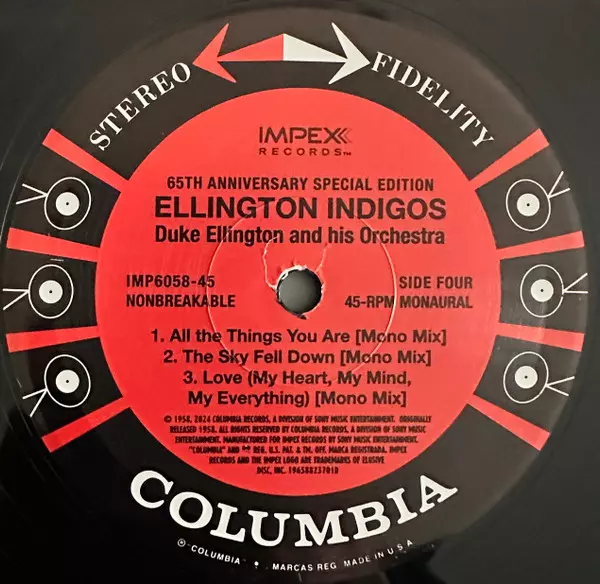 STEREO FIDELITY
IMPEX
RECORDS™
65TH ANNIVERSARY SPECIAL EDITION
ELLINGTON INDIGOS
Duke Ellington and his Orchestra
IMP6058-45
NONBREAKABLE
SIDE FOUR
45-RPM MONAURAL
1. All the Things You Are [Mono Mix]
2. The Sky Fell Down [Mono Mix]
3. Love (My Heart, My Mind,
My Everything) [Mono Mix]
© 1958, 2024 COLUMBIA RECORDS, A DIVISION OF SONY MUSIC ENTERTAINMENT. ORIGINALLY
RELEASED 1958. ALL RIGHTS RESERVED BY COLUMBIA RECORDS, A DIVISION OF SONY MUSIC
ENTERTAINMENT. MANUFACTURED FOR IMPEX RECORDS BY SONY MUSIC ENTERTAINMENT.
"COLUMBIA" AND REG. U.S. PAT. & TM. OFF. MARCA REGISTRADA. IMPEX
RECORDS AND THE IMPEX LOGO ARE TRADEMARKS OF ELUSIVE
DISC, INC. 19658823701D
COLUMBIA
℗ "COLUMBIA" MARCAS REG. MADE IN U.S.A.